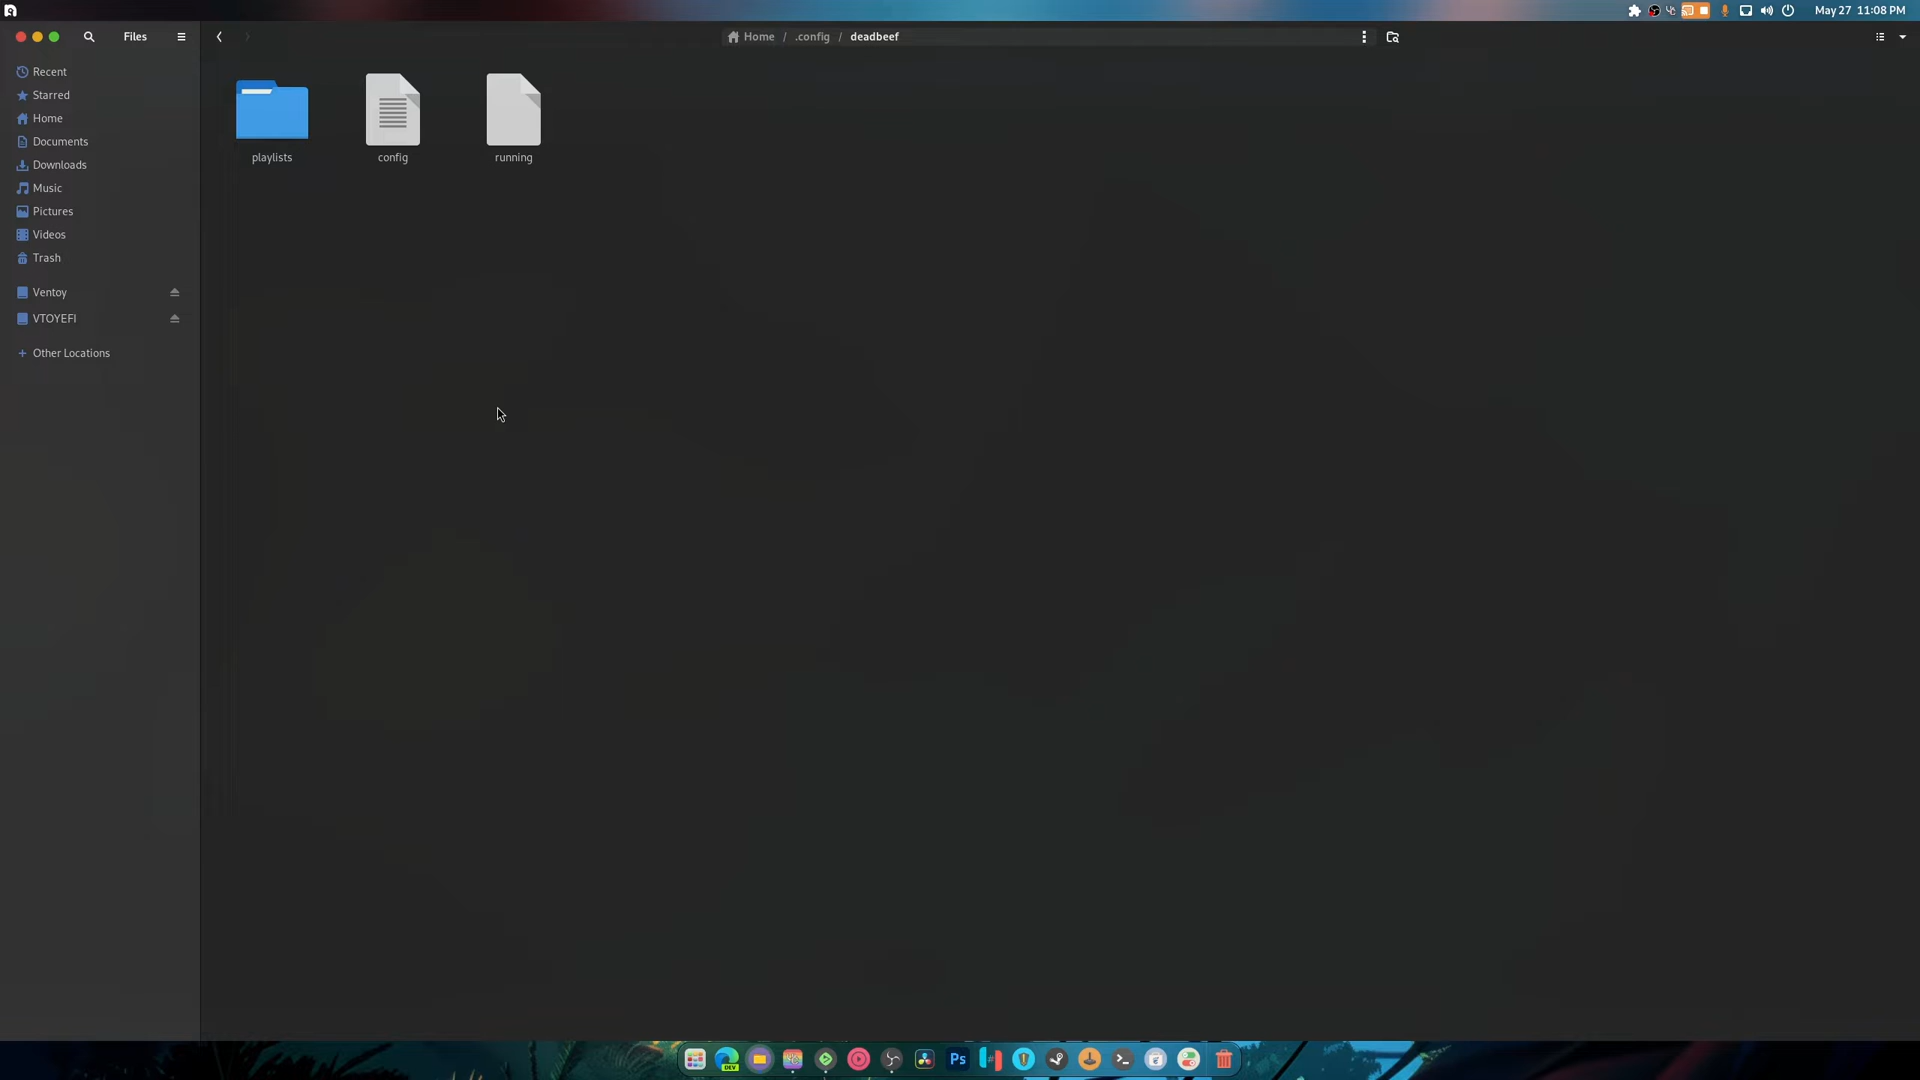 May 27 11:08 PM
Files
Home / .config / deadbeef
Recent
Starred
Home
Documents
Downloads
Music
Pictures
Videos
Trash
Ventoy
VTOYEFI
+ Other Locations
playlists
config
running
DEV
Ps